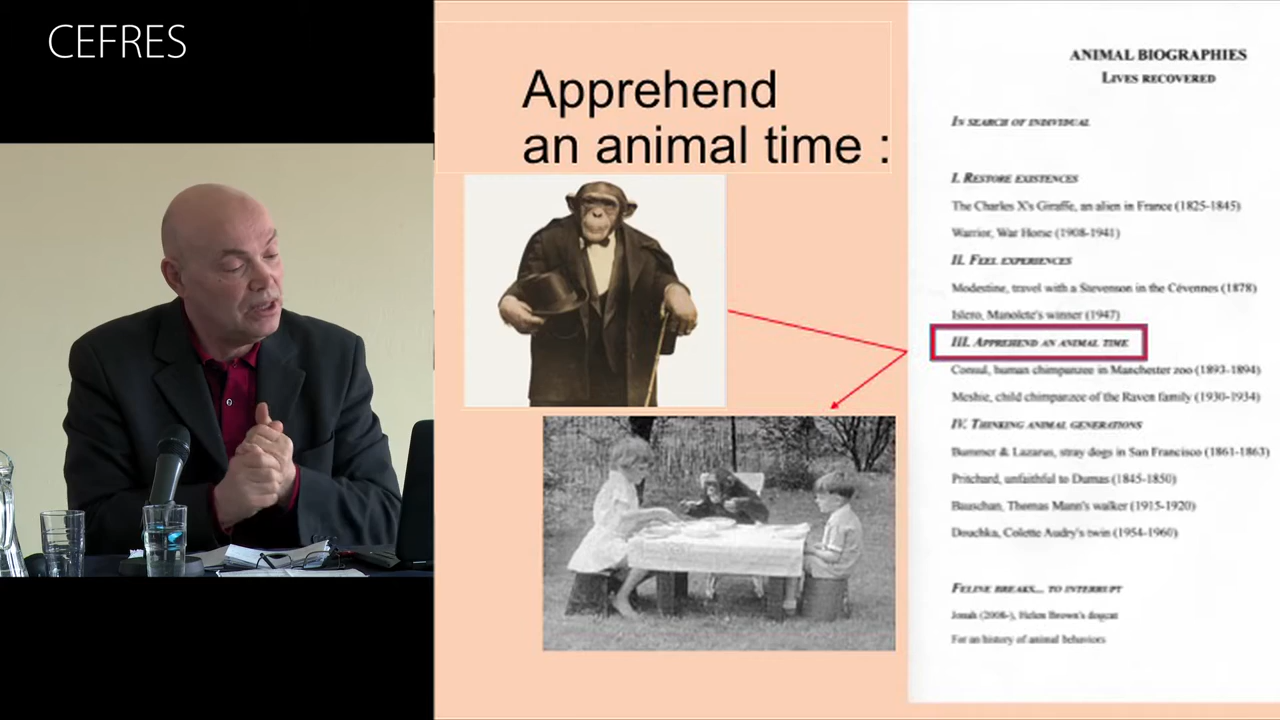 CEFRES
Apprehend
an animal time :
ANIMAL BIOGRAPHIES
LIVES RECOVERED
IN SEARCH OF INDIVIDUAL
I. RESTORE EXISTENCES
The Charles X's Giraffe, an alien in France (1825-1845)
Warrior, War Horse (1908-1941)
II. FEEL EXPERIENCES
Modestine, travel with a Stevenson in the Cévennes (1878)
Islero, Manolete's winner (1947)
III. APPREHEND AN ANIMAL TIME
Consul, human chimpanzee in Manchester zoo (1893-1894)
Meshie, child chimpanzee of the Raven family (1930-1934)
IV. THINKING ANIMAL GENERATIONS
Bummer & Lazarus, stray dogs in San Francisco (1861-1863)
Pritchard, unfaithful to Dumas (1845-1850)
Bauschan, Thomas Mann's walker (1915-1920)
Douchka, Colette Audry's twin (1954-1960)
FELINE BREAKS... TO INTERRUPT
Jonah (2008-), Helen Brown's dogcat
For an history of animal behaviors